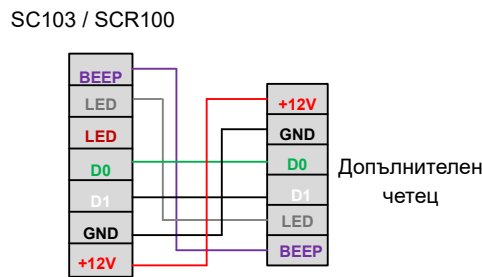 SC103 / SCR100
BEEP
LED
LED
D0
D1
GND
+12V
+12V
GND
D0
D1
LED
BEEP
Допълнителен
четец